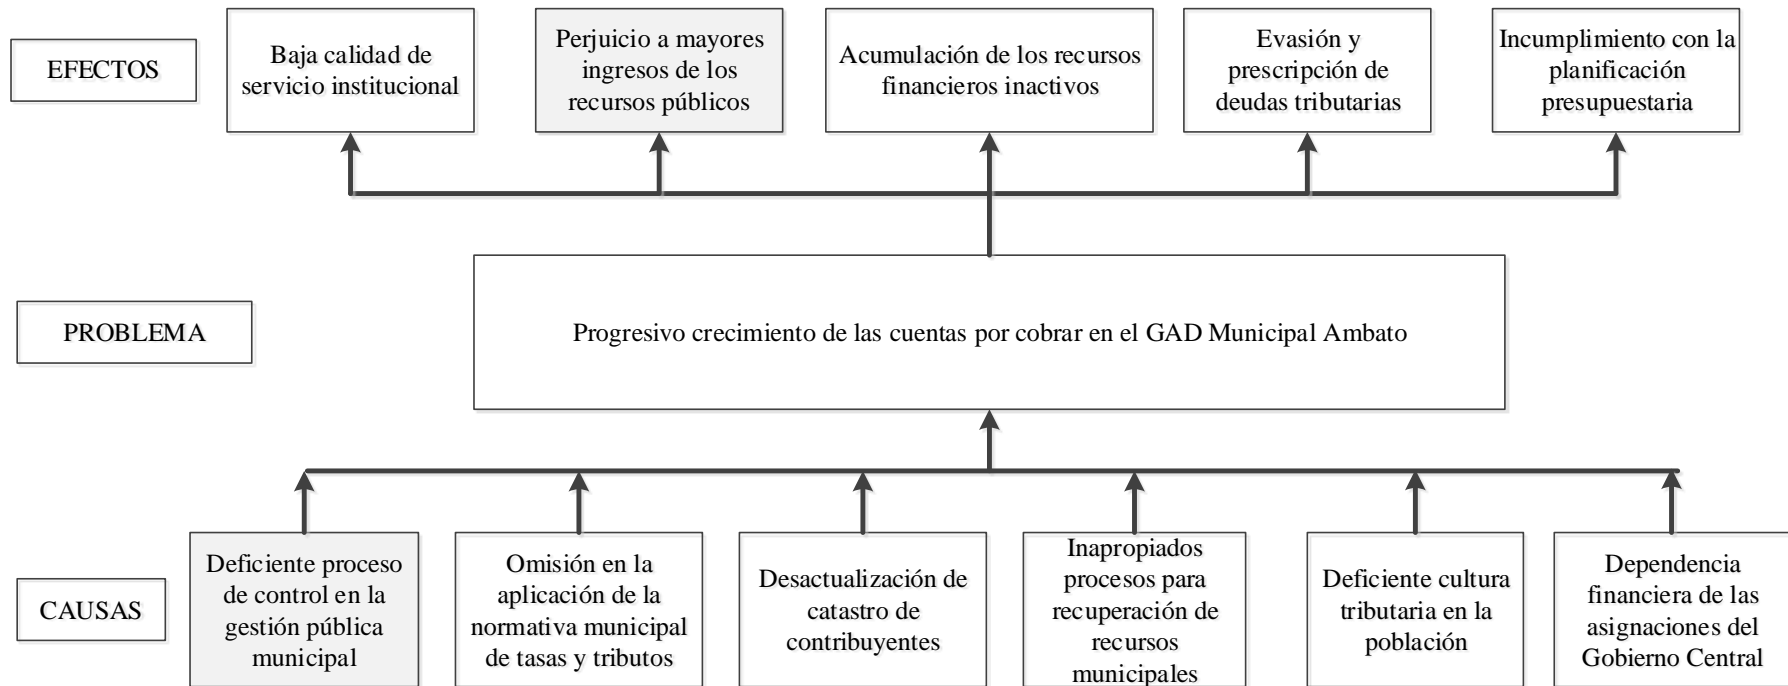 EFECTOS
Baja calidad de
servicio institucional
Perjuicio a mayores
ingresos de los
recursos públicos
Acumulación de los recursos
financieros inactivos
Evasión y
prescripción de
deudas tributarias
Incumplimiento con la
planificación
presupuestaria
PROBLEMA
Progresivo crecimiento de las cuentas por cobrar en el GAD Municipal Ambato
CAUSAS
Deficiente proceso
de control en la
gestión pública
municipal
Omisión en la
aplicación de la
normativa municipal
de tasas y tributos
Desactualización de
catastro de
contribuyentes
Inapropiados
procesos para
recuperación de
recursos
municipales
Deficiente cultura
tributaria en la
población
Dependencia
financiera de las
asignaciones del
Gobierno Central